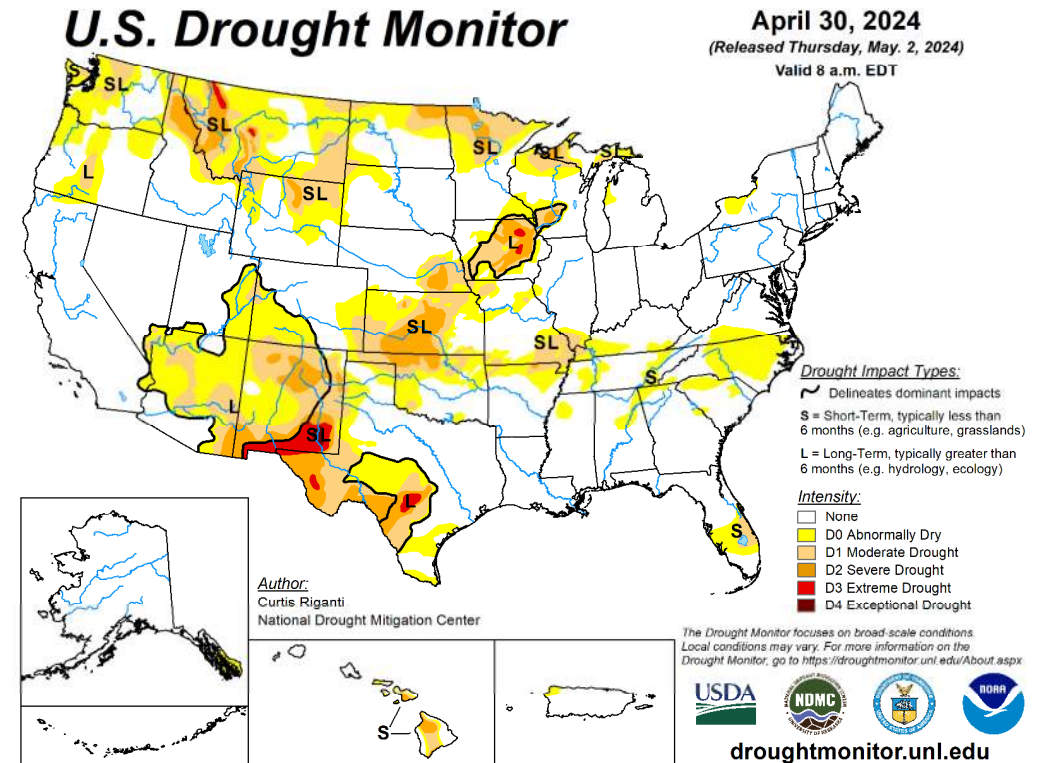 U.S. Drought Monitor
April 30, 2024
(Released Thursday, May. 2, 2024)
Valid 8 a.m. EDT
S
SL
SL
L
SL
SL
SL
SL
L
SL
SL
S
L
SL
L
S
Drought Impact Types:
Delineates dominant impacts
S = Short-Term, typically less than
6 months (e.g. agriculture, grasslands)
L = Long-Term, typically greater than
6 months (e.g. hydrology, ecology)
Intensity:
None
D0 Abnormally Dry
D1 Moderate Drought
D2 Severe Drought
D3 Extreme Drought
D4 Exceptional Drought
Author:
Curtis Riganti
National Drought Mitigation Center
S
The Drought Monitor focuses on broad-scale conditions.
Local conditions may vary. For more information on the
Drought Monitor, go to https://droughtmonitor.unl.edu/About.aspx
USDA
NDMC
NOAA
droughtmonitor.unl.edu